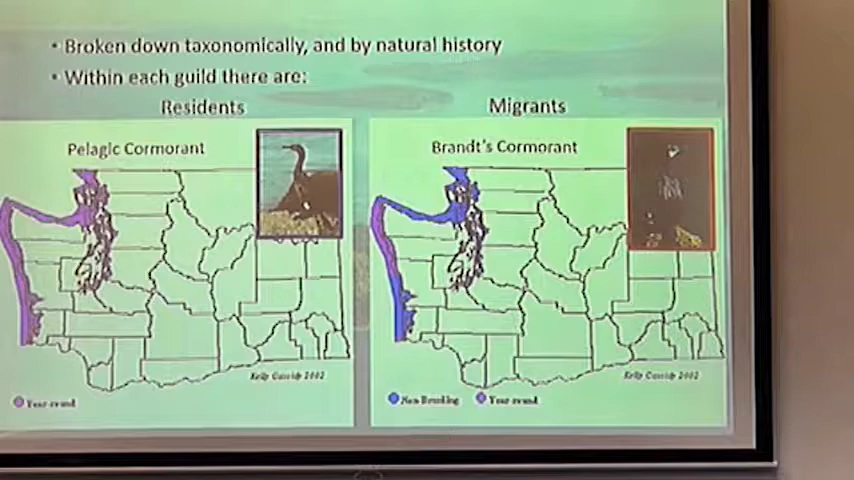 • Broken down taxonomically, and by natural history
• Within each guild there are:
Residents
Migrants
Pelagic Cormorant
Brandt's Cormorant
Kelly Cassidy 2002
Kelly Cassidy 2002
Year-round
Non Breeding
Year-round